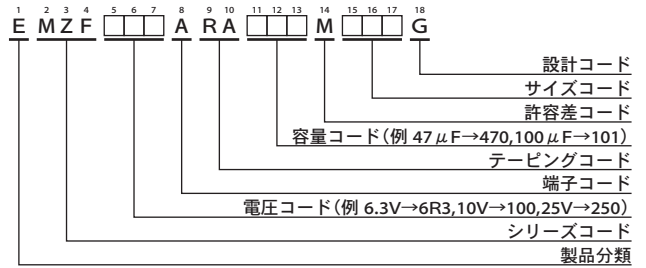 1 2 3 4 5 6 7 8 9 10 11 12 13 14 15 16 17 18
E M Z F □□□ A R A □□□ M □□□ G
設計コード
サイズコード
許容差コード
容量コード(例 47μF→470,100μF→101)
テーピングコード
端子コード
電圧コード(例 6.3V→6R3,10V→100,25V→250)
シリーズコード
製品分類